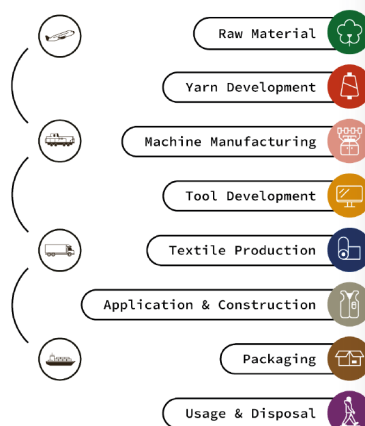 Raw Material
Yarn Development
Machine Manufacturing
Tool Development
Textile Production
Application & Construction
Packaging
Usage & Disposal